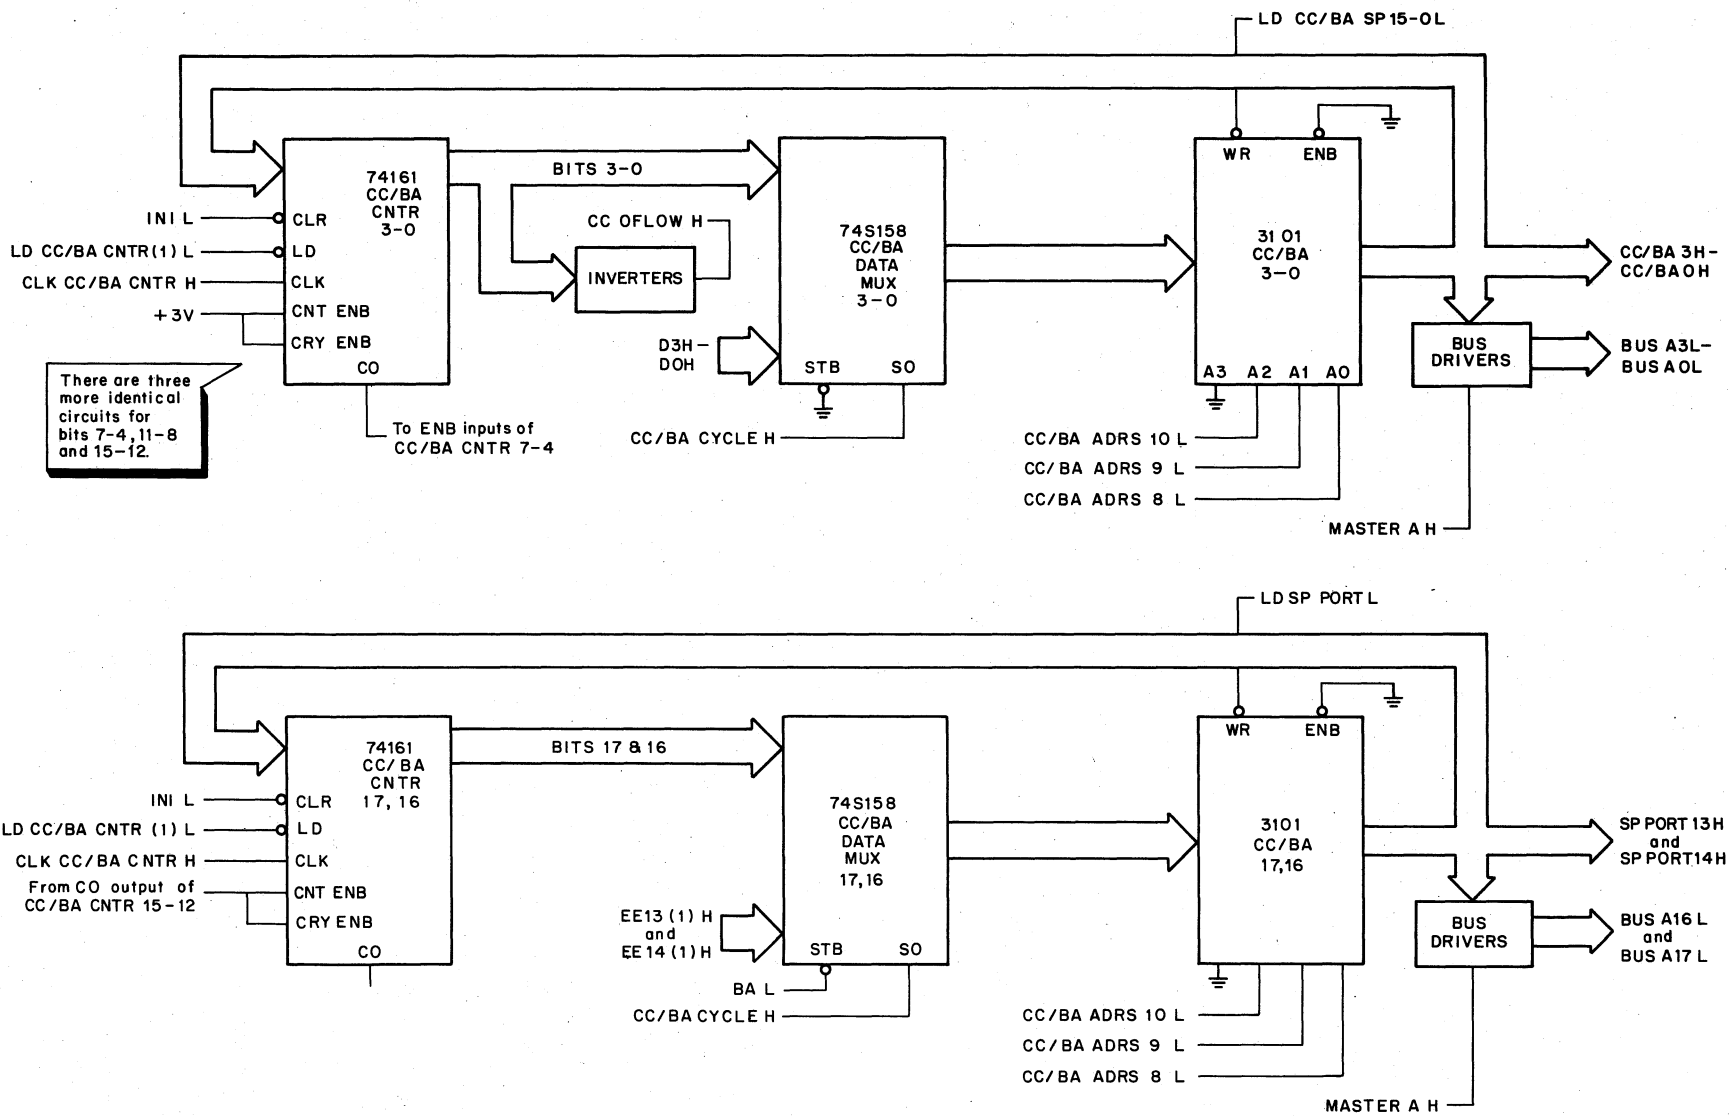 LD CC/BA SP15-0L
74161
CC/BA
CNTR
3-0
INI L
CLR
LD CC/BA CNTR(1) L
LD
CLK CC/BA CNTR H
CLK
+3V
CNT ENB
CRY ENB
CO
There are three
more identical
circuits for
bits 7-4, 11-8
and 15-12.
To ENB inputs of
CC/BA CNTR 7-4
BITS 3-0
CC OFLOW H
INVERTERS
D3H-
D0H
74S158
CC/BA
DATA
MUX
3-0
STB
SO
CC/BA CYCLE H
WR
ENB
3101
CC/BA
3-0
A3 A2 A1 A0
CC/BA ADRS 10 L
CC/BA ADRS 9 L
CC/BA ADRS 8 L
CC/BA 3H-
CC/BA0H
BUS
DRIVERS
BUS A3L-
BUS A0L
MASTER A H
LD SP PORT L
74161
CC/BA
CNTR
17, 16
INI L
CLR
LD CC/BA CNTR (1) L
LD
CLK CC/BA CNTR H
CLK
From CO output of
CC/BA CNTR 15-12
CNT ENB
CRY ENB
CO
BITS 17 & 16
74S158
CC/BA
DATA
MUX
17,16
EE13 (1) H
and
EE14 (1) H
STB
SO
BA L
CC/BA CYCLE H
WR
ENB
3101
CC/BA
17,16
CC/BA ADRS 10 L
CC/BA ADRS 9 L
CC/BA ADRS 8 L
SP PORT 13H
and
SP PORT14H
BUS
DRIVERS
BUS A16 L
and
BUS A17 L
MASTER A H